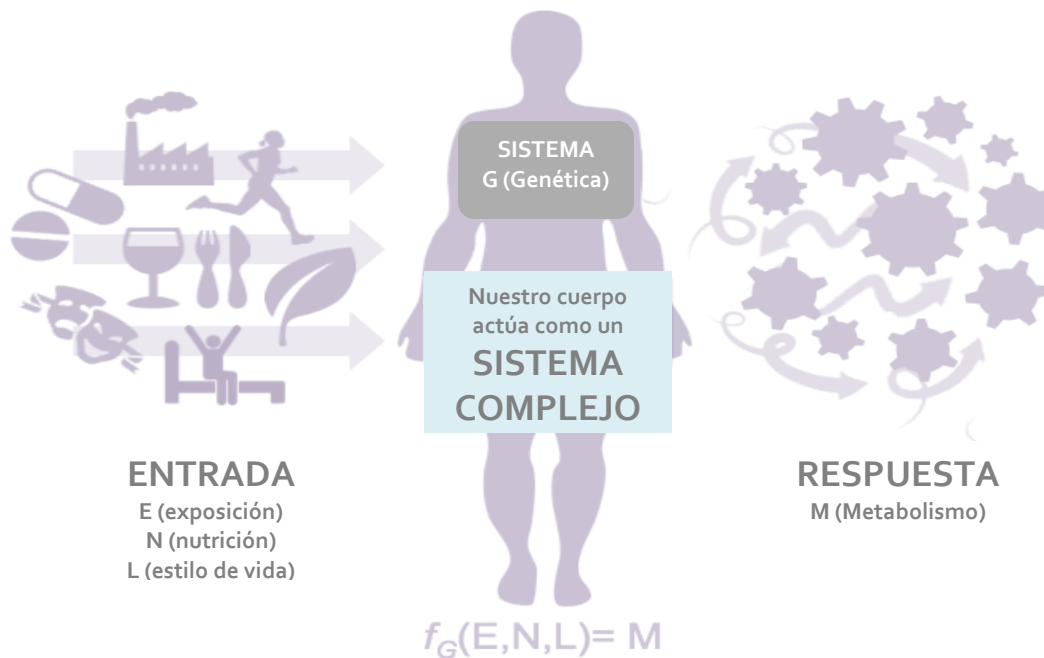 SISTEMA
G (Genética)
Nuestro cuerpo
actúa como un
SISTEMA
COMPLEJO
ENTRADA
E (exposición)
N (nutrición)
L (estilo de vida)
RESPUESTA
M (Metabolismo)
f_G(E,N,L)= M